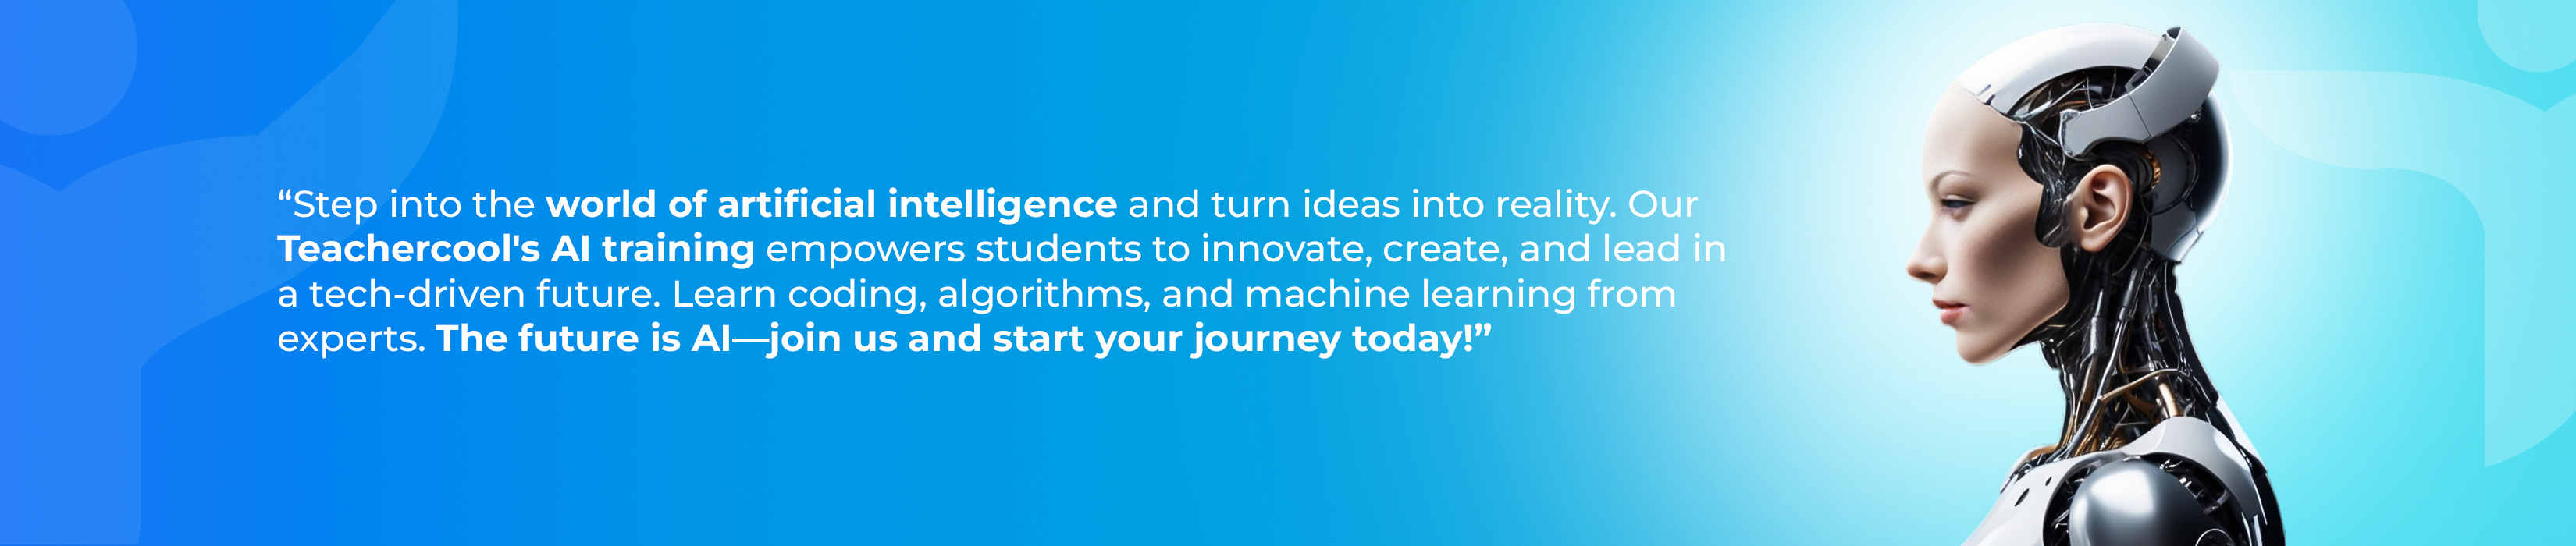 “Step into the world of artificial intelligence and turn ideas into reality. Our
Teachercool's AI training empowers students to innovate, create, and lead in
a tech-driven future. Learn coding, algorithms, and machine learning from
experts. The future is AI—join us and start your journey today!”